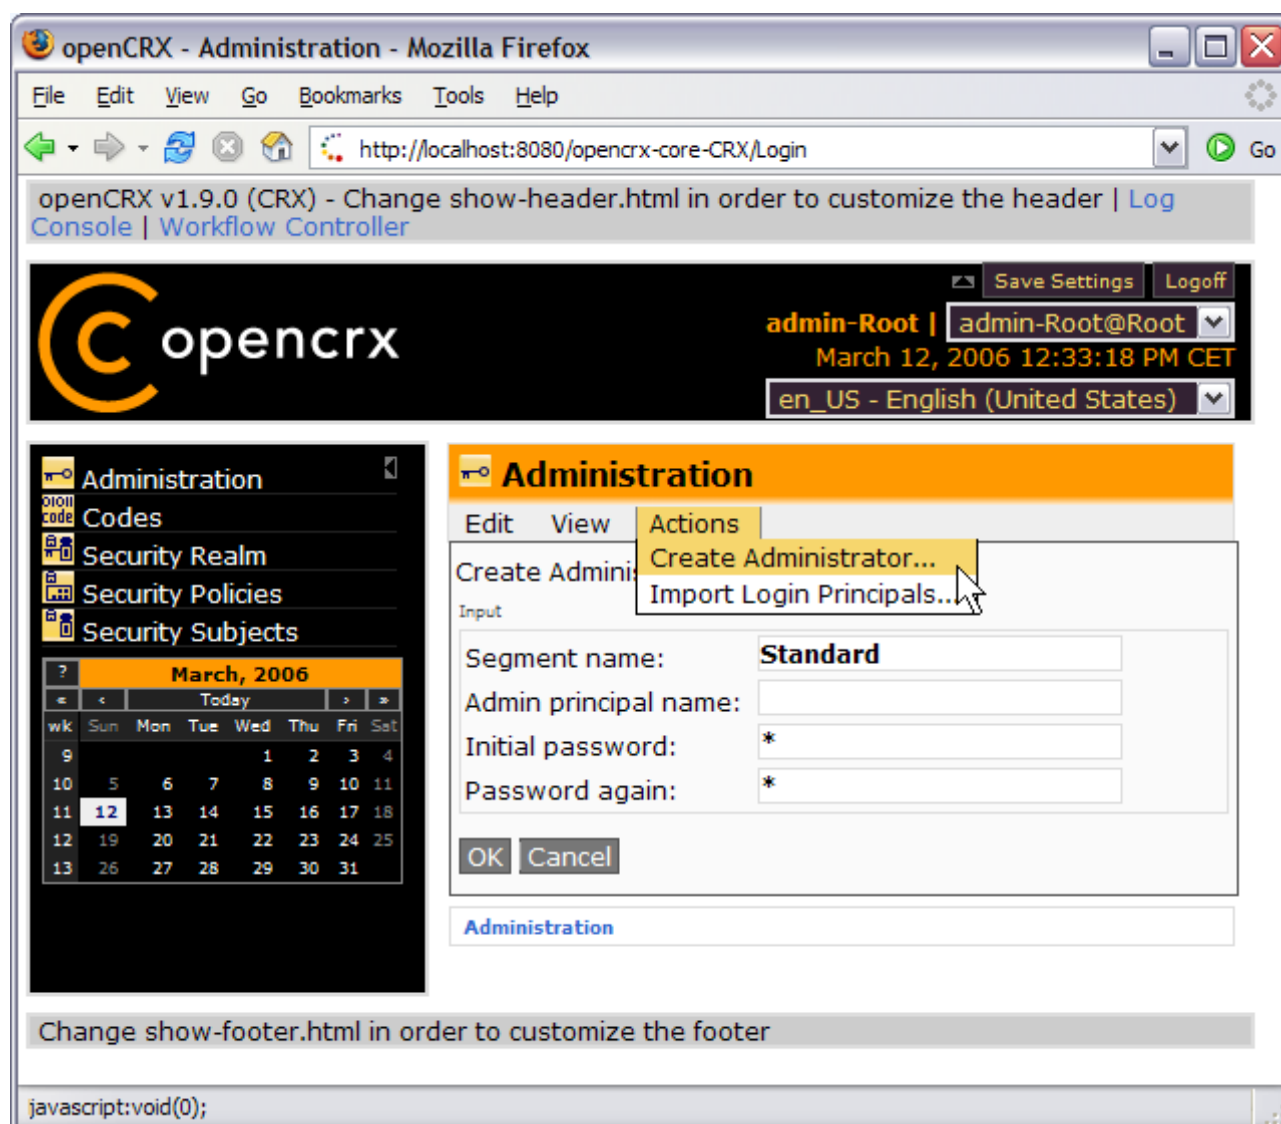 openCRX - Administration - Mozilla Firefox
File Edit View Go Bookmarks Tools Help
http://localhost:8080/opencrx-core-CRX/Login Go
openCRX v1.9.0 (CRX) - Change show-header.html in order to customize the header | Log
Console | Workflow Controller
Save Settings Logoff
opencrx
admin-Root | admin-Root@Root
March 12, 2006 12:33:18 PM CET
en_US - English (United States)
Administration
Codes
Security Realm
Security Policies
Security Subjects
? March, 2006
« ‹ Today › »
wk Sun Mon Tue Wed Thu Fri Sat
9 1 2 3 4
10 5 6 7 8 9 10 11
11 12 13 14 15 16 17 18
12 19 20 21 22 23 24 25
13 26 27 28 29 30 31
Administration
Edit View Actions
Create Administrator...
Import Login Principals...
Create Admini
Input
Segment name: Standard
Admin principal name:
Initial password: *
Password again: *
OK Cancel
Administration
Change show-footer.html in order to customize the footer
javascript:void(0);